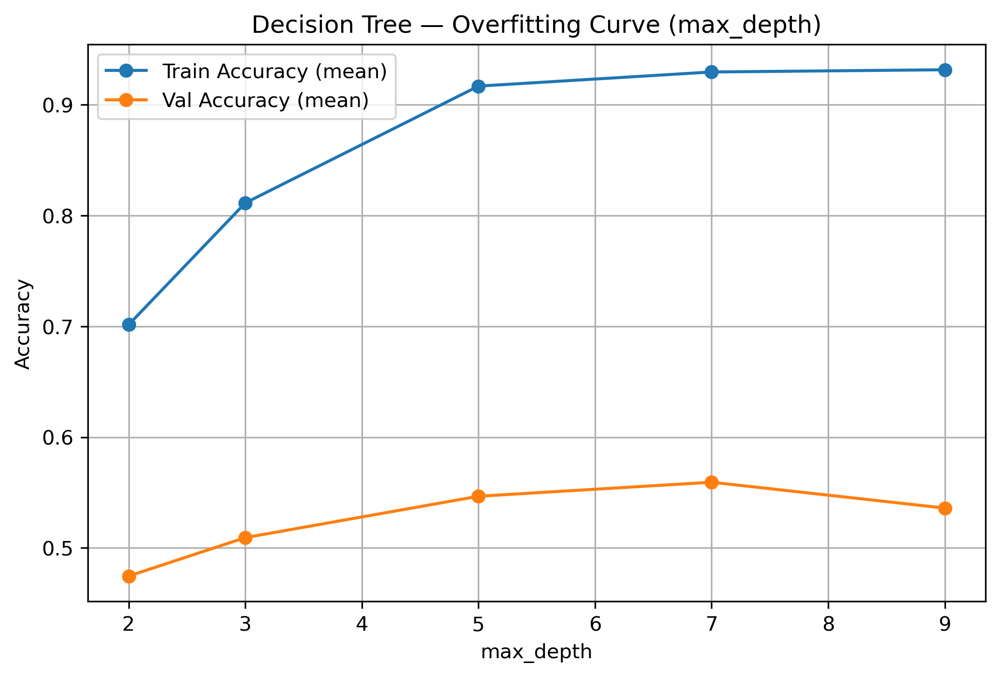 Decision Tree — Overfitting Curve (max_depth)
Train Accuracy (mean)
Val Accuracy (mean)
Accuracy
0.9
0.8
0.7
0.6
0.5
2 3 4 5 6 7 8 9
max_depth